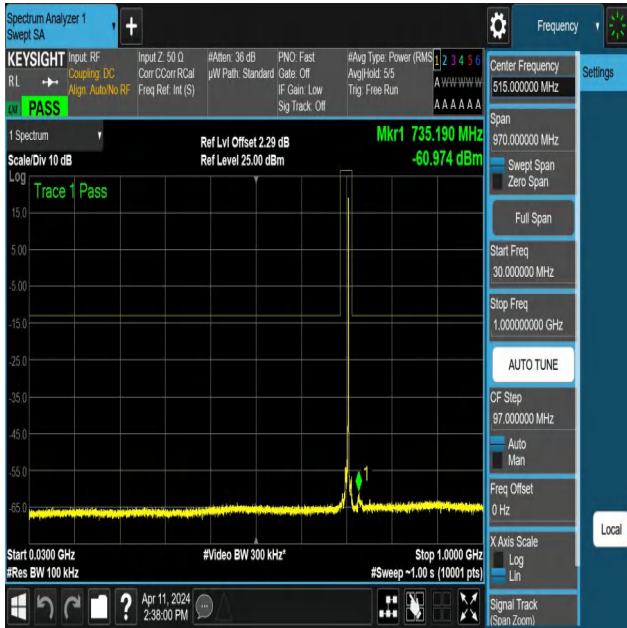 Spectrum Analyzer 1
Swept SA
+
Frequency
KEYSIGHT
RL
PASS
Input: RF
Coupling: DC
Align: Auto/No RF
Input Z: 50 Ω
Corr CCorr RCal
Freq Ref: Int (S)
#Atten: 36 dB
µW Path: Standard
PNO: Fast
Gate: Off
IF Gain: Low
Sig Track: Off
#Avg Type: Power (RMS
Avg|Hold: 5/5
Trig: Free Run
1 2 3 4 5 6
A W W W W W
A A A A A A
1 Spectrum
Scale/Div 10 dB
Ref Lvl Offset 2.29 dB
Ref Level 25.00 dBm
Mkr1 735.190 MHz
-60.974 dBm
Log
Trace 1 Pass
15.0
5.00
-5.00
-15.0
-25.0
-35.0
-45.0
-55.0
-65.0
1
Start 0.0300 GHz
#Res BW 100 kHz
#Video BW 300 kHz*
Stop 1.0000 GHz
#Sweep ~1.00 s (10001 pts)
?
Apr 11, 2024
2:38:00 PM
Center Frequency
515.000000 MHz
Span
970.000000 MHz
Swept Span
Zero Span
Full Span
Start Freq
30.000000 MHz
Stop Freq
1.000000000 GHz
AUTO TUNE
CF Step
97.000000 MHz
Auto
Man
Freq Offset
0 Hz
X Axis Scale
Log
Lin
Signal Track
(Span Zoom)
Settings
Local